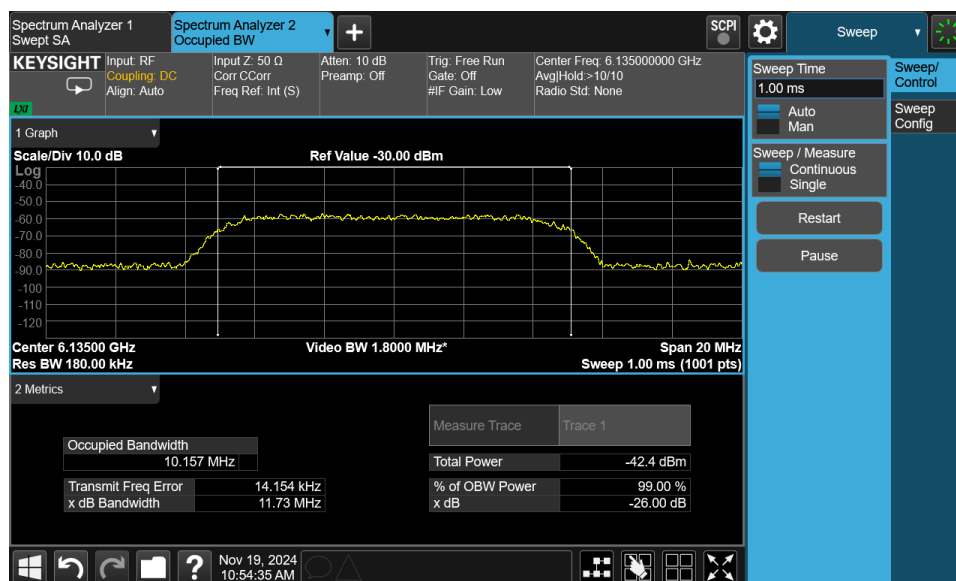 Spectrum Analyzer 1
Swept SA
Spectrum Analyzer 2
Occupied BW
SCPI
Sweep
KEYSIGHT
LXI
Input: RF
Coupling: DC
Align: Auto
Input Z: 50 Ω
Corr CCorr
Freq Ref: Int (S)
Atten: 10 dB
Preamp: Off
Trig: Free Run
Gate: Off
#IF Gain: Low
Center Freq: 6.135000000 GHz
Avg|Hold:>10/10
Radio Std: None
1 Graph
Scale/Div 10.0 dB
Ref Value -30.00 dBm
Log
-40.0
-50.0
-60.0
-70.0
-80.0
-90.0
-100
-110
-120
Center 6.13500 GHz
Video BW 1.8000 MHz*
Span 20 MHz
Res BW 180.00 kHz
Sweep 1.00 ms (1001 pts)
2 Metrics
Measure Trace
Trace 1
Occupied Bandwidth
10.157 MHz
Total Power
-42.4 dBm
Transmit Freq Error
14.154 kHz
% of OBW Power
99.00 %
x dB Bandwidth
11.73 MHz
x dB
-26.00 dB
Sweep Time
1.00 ms
Auto
Man
Sweep / Measure
Continuous
Single
Restart
Pause
Sweep/
Control
Sweep
Config
?
Nov 19, 2024
10:54:35 AM